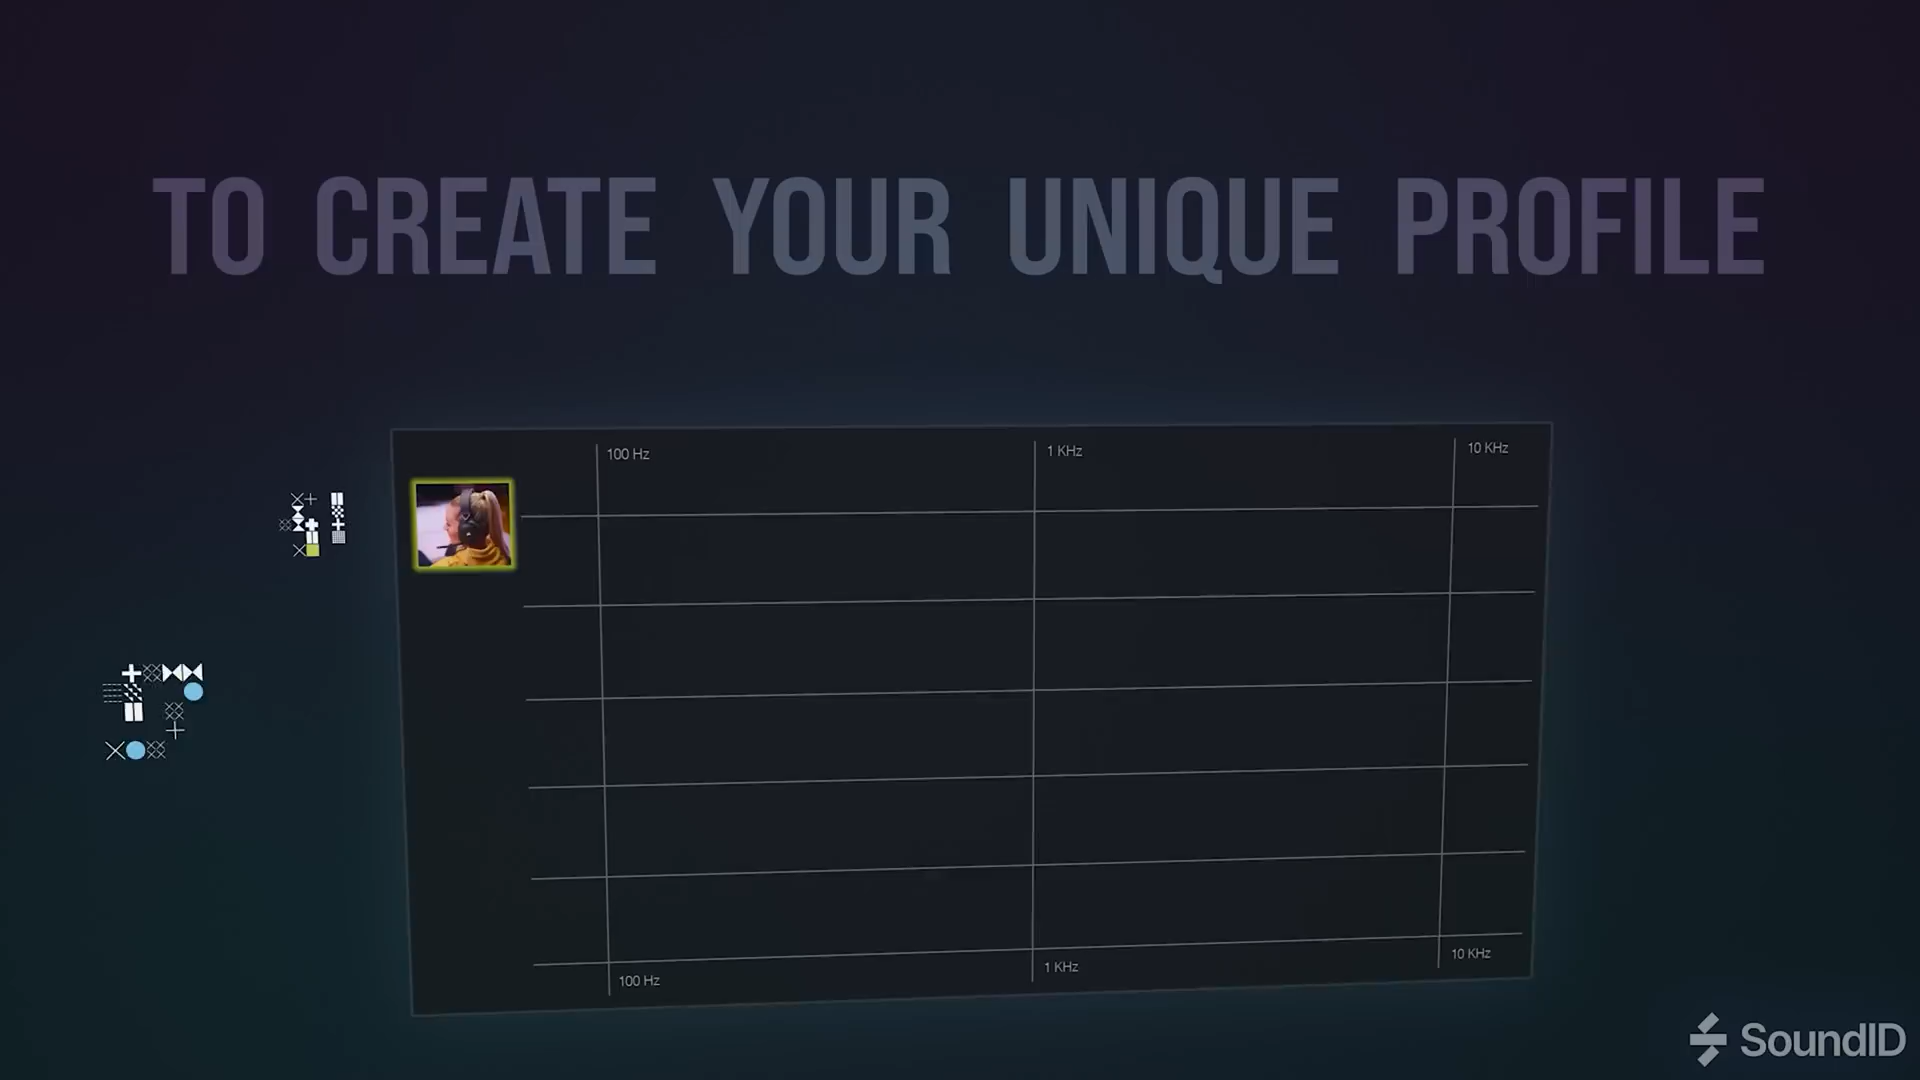 TO CREATE YOUR UNIQUE PROFILE
100 Hz
1 KHz
10 KHz
100 Hz
1 KHz
10 KHz
SoundID